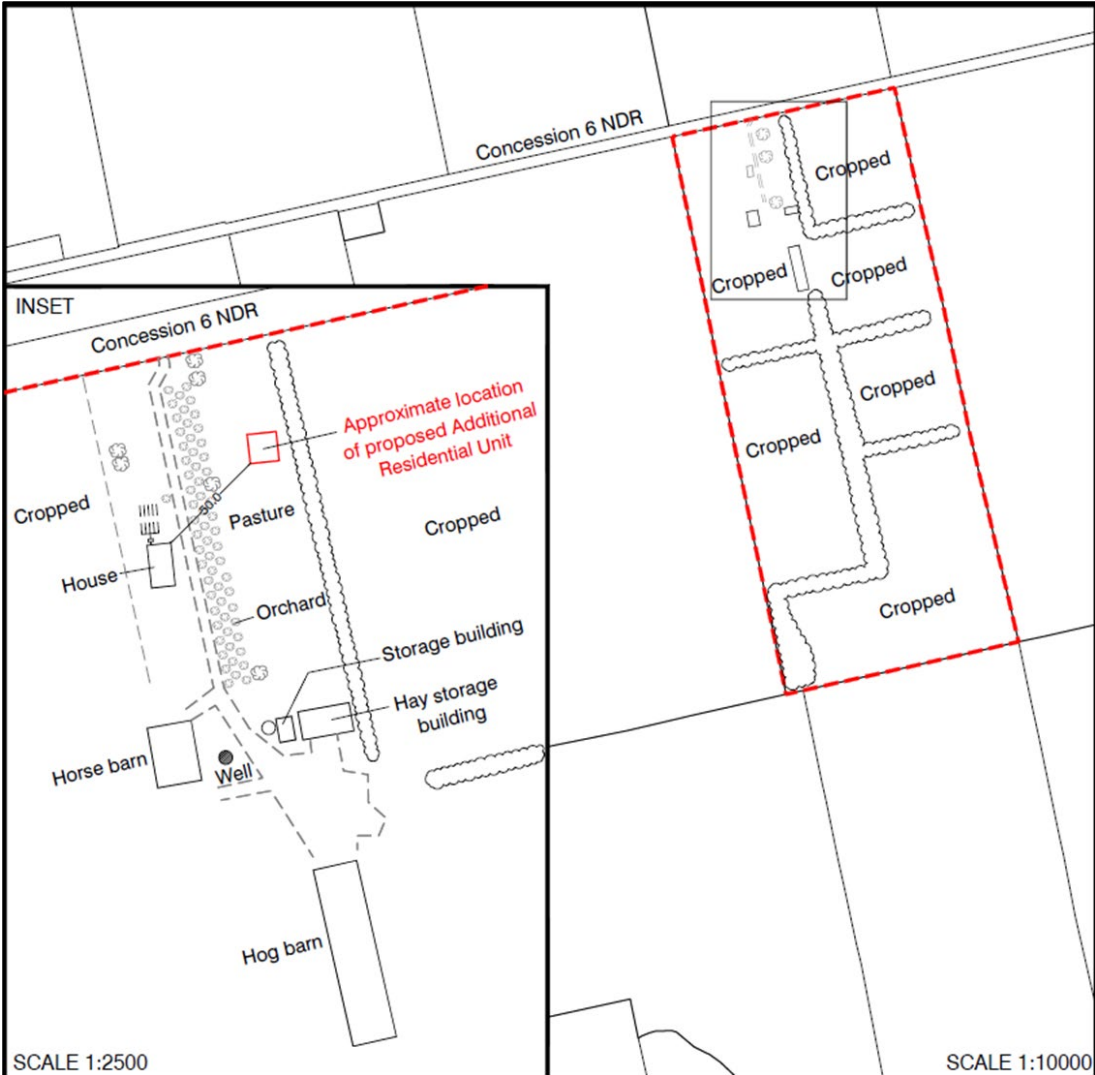 Concession 6 NDR
Cropped
Cropped
Cropped
Cropped
Cropped
Cropped
SCALE 1:10000
INSET
Concession 6 NDR
Approximate location
of proposed Additional
Residential Unit
Cropped
50.0
Pasture
Cropped
House
Orchard
Storage building
Hay storage
building
Horse barn
Well
Hog barn
SCALE 1:2500